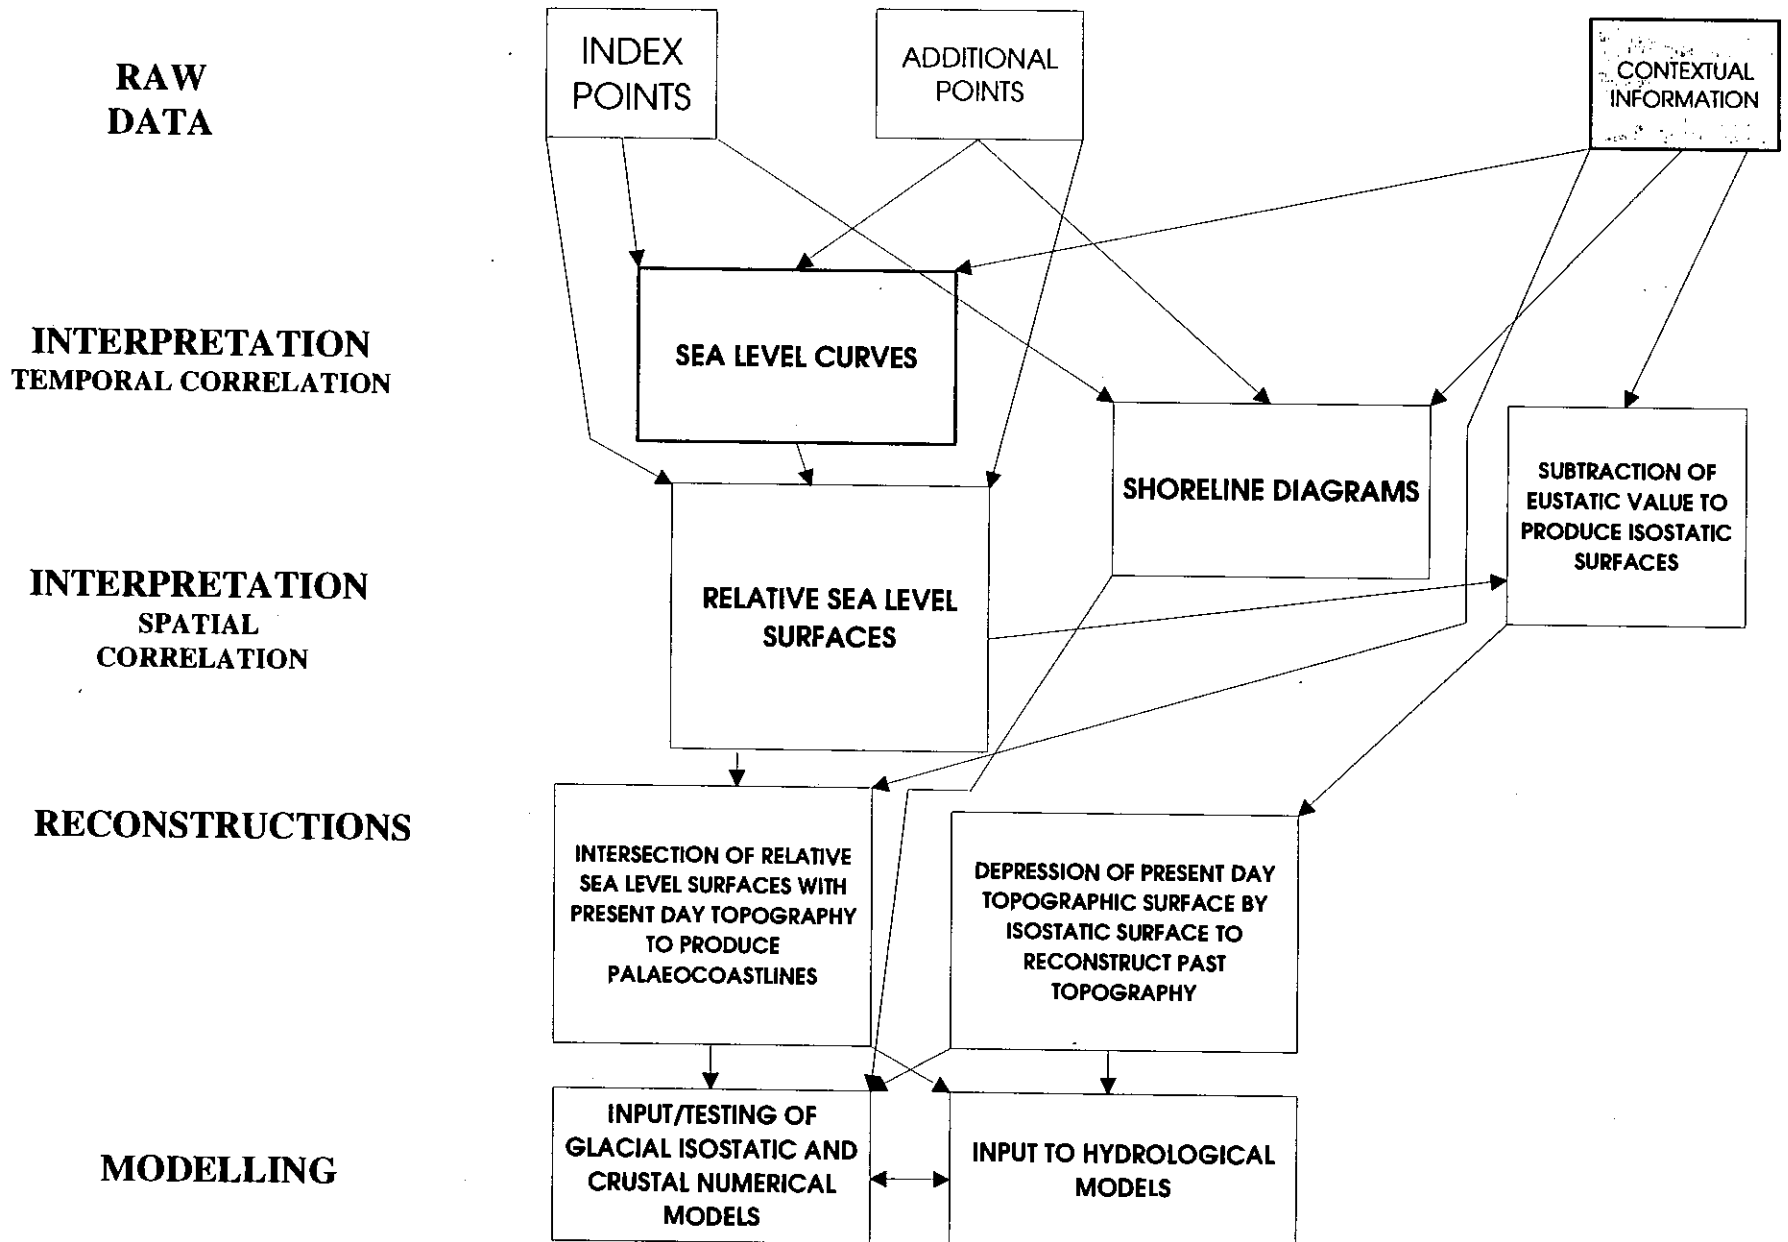 RAW
DATA
INDEX
POINTS
ADDITIONAL
POINTS
CONTEXTUAL
INFORMATION
INTERPRETATION
TEMPORAL CORRELATION
SEA LEVEL CURVES
SHORELINE DIAGRAMS
SUBTRACTION OF
EUSTATIC VALUE TO
PRODUCE ISOSTATIC
SURFACES
INTERPRETATION
SPATIAL
CORRELATION
RELATIVE SEA LEVEL
SURFACES
RECONSTRUCTIONS
INTERSECTION OF RELATIVE
SEA LEVEL SURFACES WITH
PRESENT DAY TOPOGRAPHY
TO PRODUCE
PALAEOCOASTLINES
DEPRESSION OF PRESENT DAY
TOPOGRAPHIC SURFACE BY
ISOSTATIC SURFACE TO
RECONSTRUCT PAST
TOPOGRAPHY
MODELLING
INPUT/TESTING OF
GLACIAL ISOSTATIC AND
CRUSTAL NUMERICAL
MODELS
INPUT TO HYDROLOGICAL
MODELS